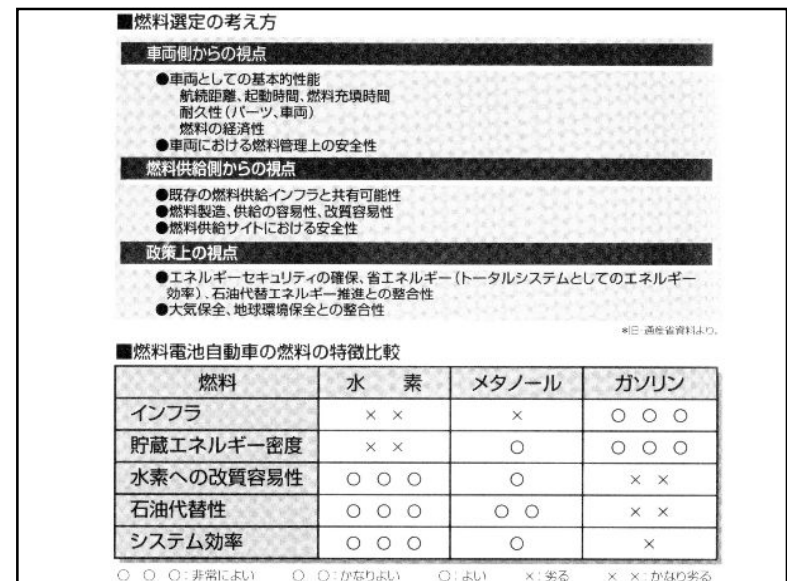 ■燃料選定の考え方
車両側からの視点
●車両としての基本的性能
航続距離、起動時間、燃料充填時間
耐久性(パーツ、車両)
燃料の経済性
●車両における燃料管理上の安全性
燃料供給側からの視点
●既存の燃料供給インフラと共有可能性
●燃料製造、供給の容易性、改質容易性
●燃料供給サイトにおける安全性
政策上の視点
●エネルギーセキュリティの確保、省エネルギー(トータルシステムとしてのエネルギー
効率)、石油代替エネルギー推進との整合性
●大気保全、地球環境保全との整合性
*旧・通産省資料より。
■燃料電池自動車の燃料の特徴比較
燃料 水 素 メタノール ガソリン
インフラ × × × ○ ○ ○
貯蔵エネルギー密度 × × ○ ○ ○ ○
水素への改質容易性 ○ ○ ○ ○ × ×
石油代替性 ○ ○ ○ ○ ○ × ×
システム効率 ○ ○ ○ ○ ×
○ ○ ○:非常によい ○ ○:かなりよい ○:よい ×:劣る × ×:かなり劣る